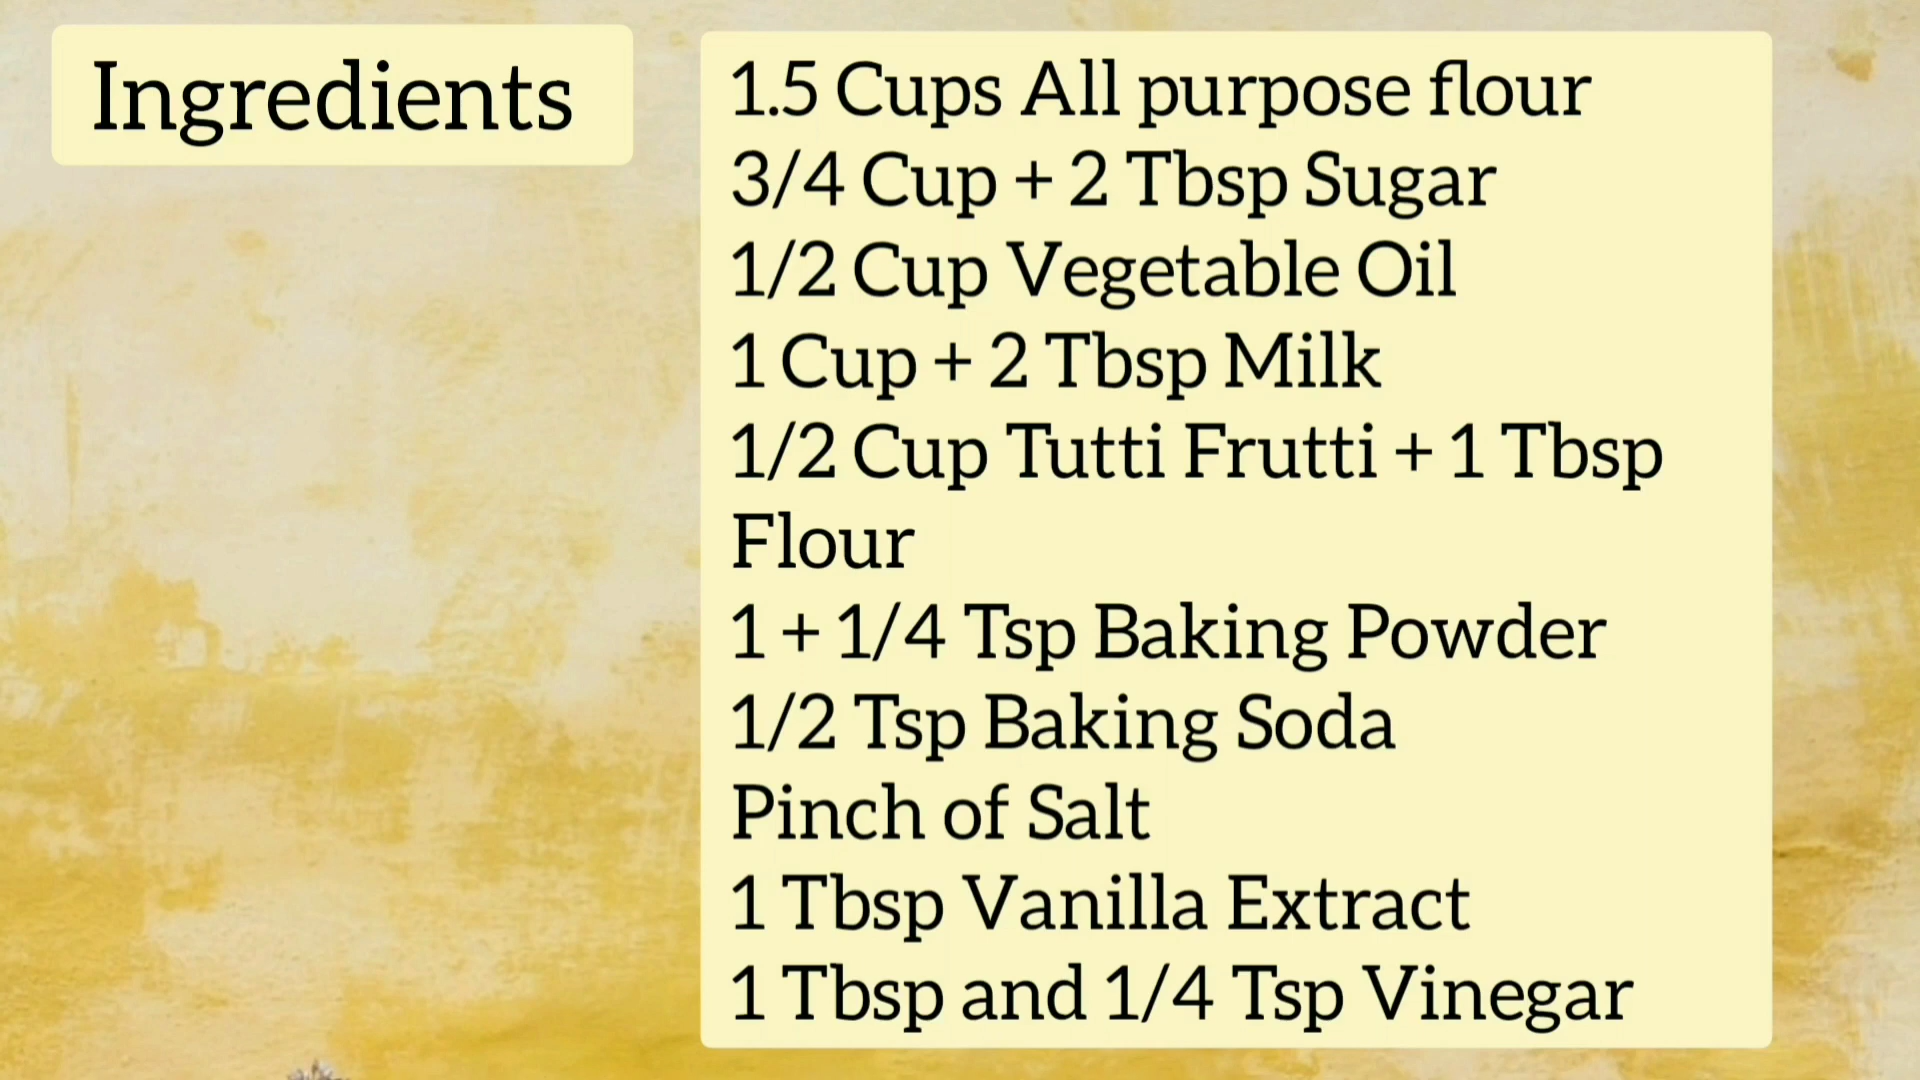 Ingredients
1.5 Cups All purpose flour
3/4 Cup + 2 Tbsp Sugar
1/2 Cup Vegetable Oil
1 Cup + 2 Tbsp Milk
1/2 Cup Tutti Frutti + 1 Tbsp
Flour
1 + 1/4 Tsp Baking Powder
1/2 Tsp Baking Soda
Pinch of Salt
1 Tbsp Vanilla Extract
1 Tbsp and 1/4 Tsp Vinegar